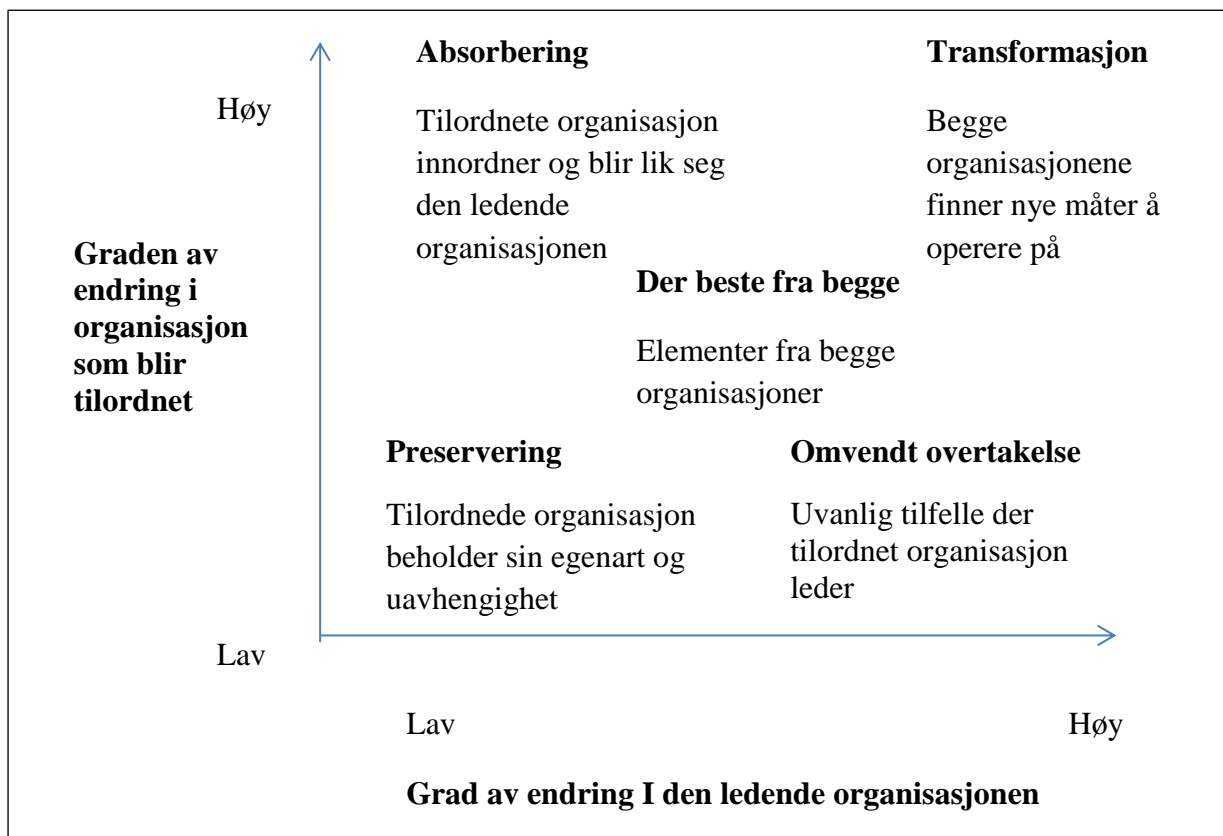 Absorbering
Transformasjon
Høy
Tilordnete organisasjon
innordner og blir lik seg
den ledende
organisasjonen
Begge
organisasjonene
finner nye måter å
operere på
Graden av
endring i
organisasjon
som blir
tilordnet
Der beste fra begge
Elementer fra begge
organisasjoner
Preservering
Omvendt overtakelse
Tilordnede organisasjon
beholder sin egenart og
uavhengighet
Uvanlig tilfelle der
tilordnet organisasjon
leder
Lav
Lav
Høy
Grad av endring I den ledende organisasjonen